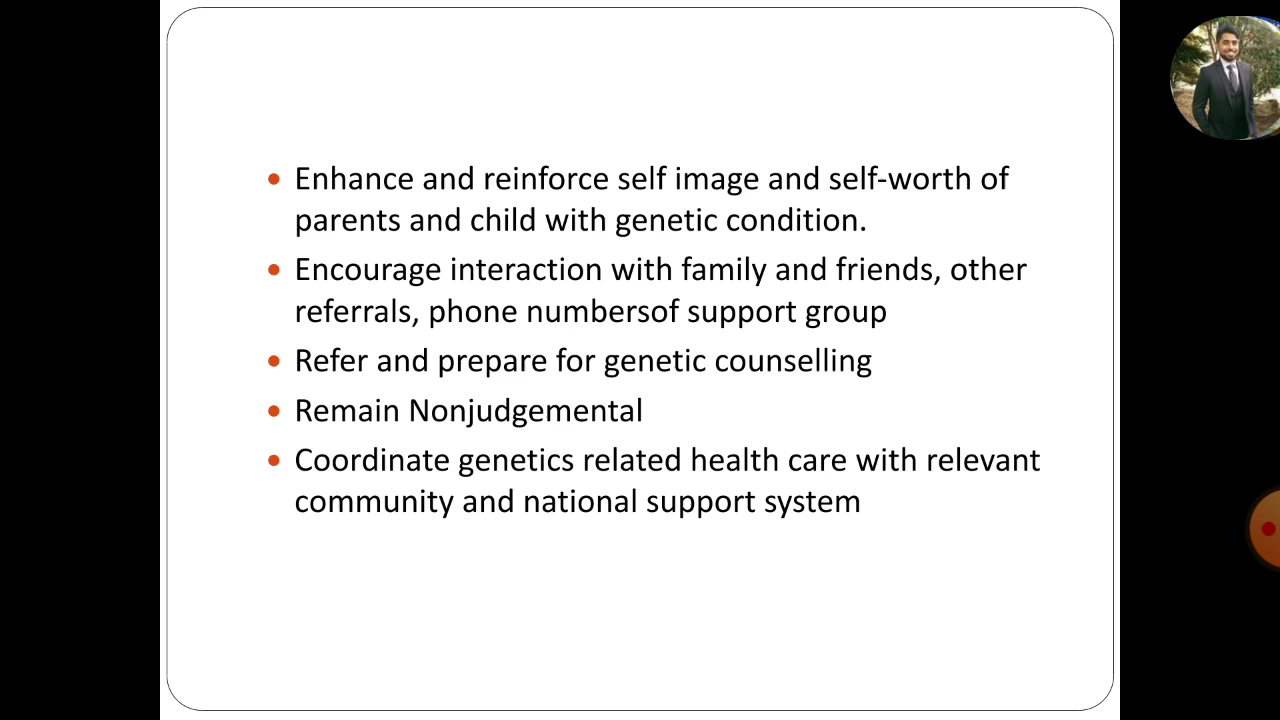 Enhance and reinforce self image and self-worth of
parents and child with genetic condition.
Encourage interaction with family and friends, other
referrals, phone numbersof support group
Refer and prepare for genetic counselling
Remain Nonjudgemental
Coordinate genetics related health care with relevant
community and national support system